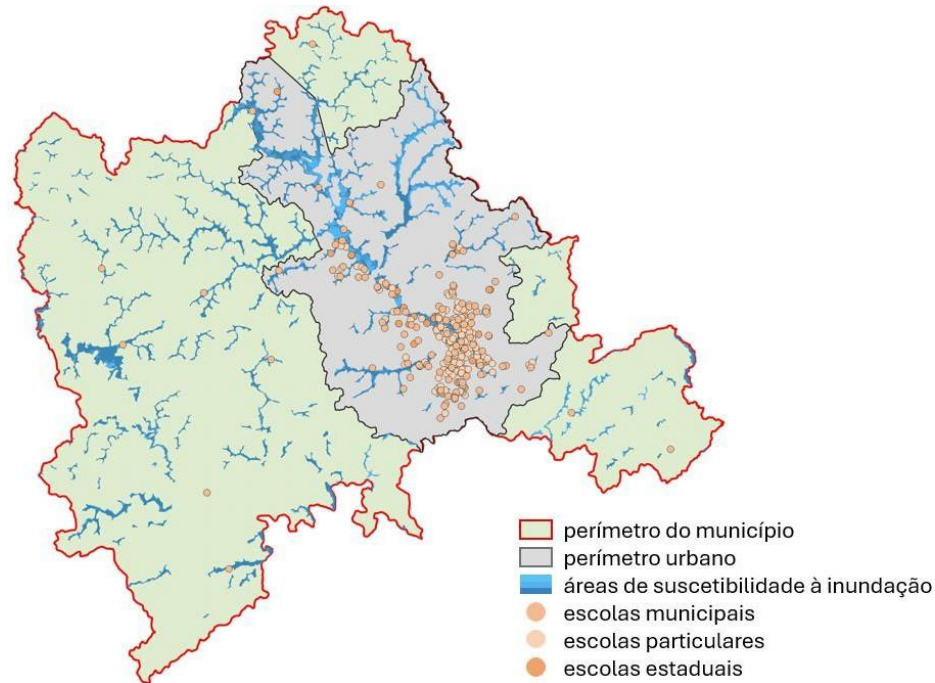 perímetro do município
perímetro urbano
áreas de suscetibilidade à inundação
escolas municipais
escolas particulares
escolas estaduais